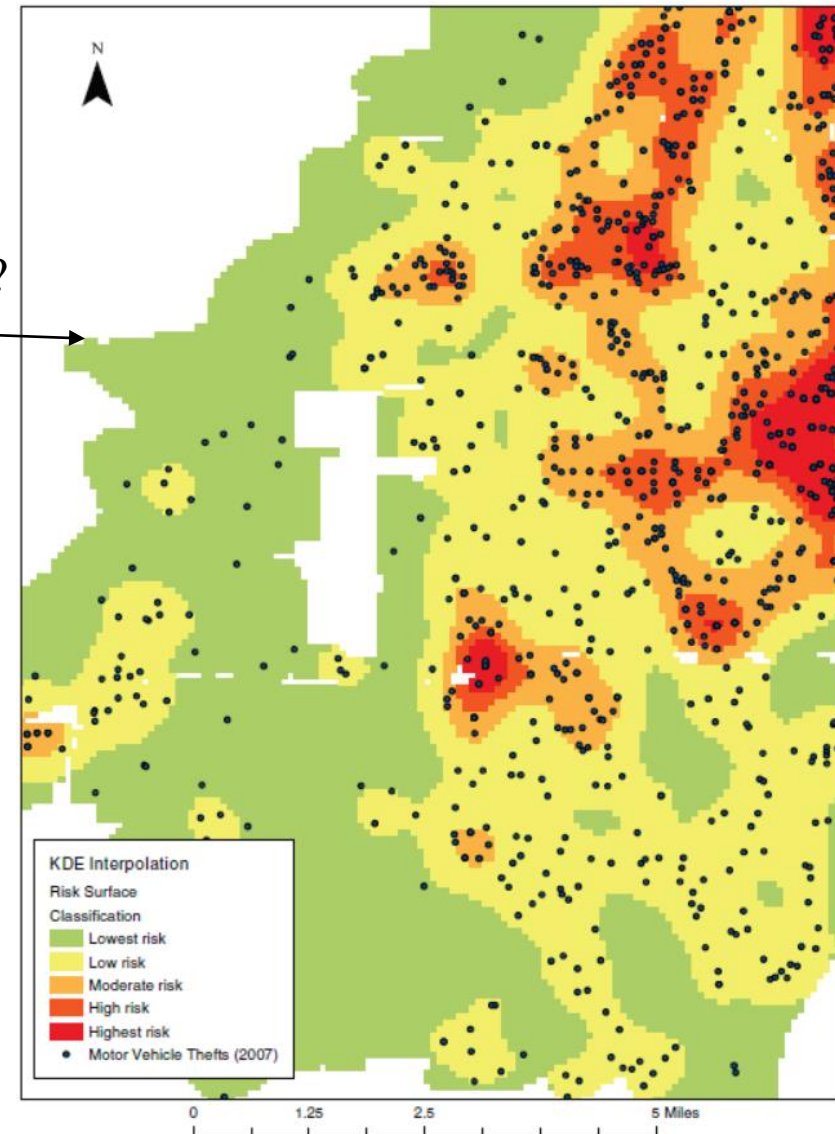 N
?
KDE Interpolation
Risk Surface
Classification
Lowest risk
Low risk
Moderate risk
High risk
Highest risk
Motor Vehicle Thefts (2007)
0 1.25 2.5 5 Miles